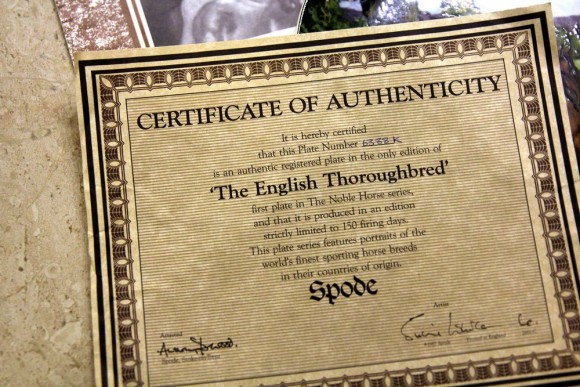 CERTIFICATE OF AUTHENTICITY
It is hereby certified
that this Plate Number 6338K
is an authentic registered plate in the only edition of
'The English Thoroughbred'
first plate in The Noble Horse series,
and that it is produced in an edition
strictly limited to 150 firing days.
This plate series features portraits of the
world's finest sporting horse breeds
in their countries of origin.
Spode
Artist